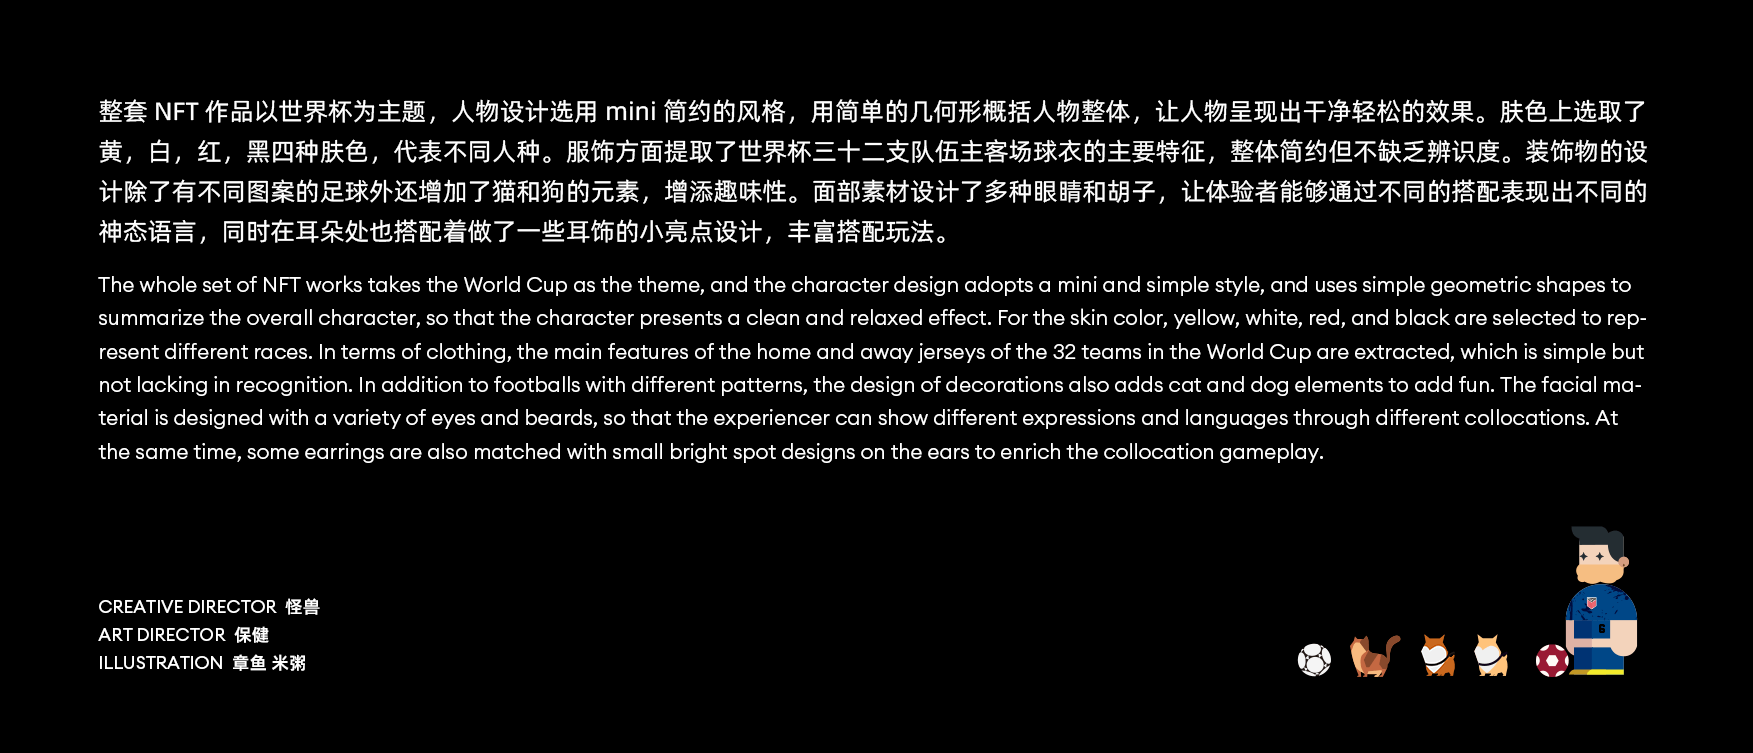 整套 NFT 作品以世界杯为主题，人物设计选用 mini 简约的风格，用简单的几何形概括人物整体，让人物呈现出干净轻松的效果。肤色上选取了
黄，白，红，黑四种肤色，代表不同人种。服饰方面提取了世界杯三十二支队伍主客场球衣的主要特征，整体简约但不缺乏辨识度。装饰物的设
计除了有不同图案的足球外还增加了猫和狗的元素，增添趣味性。面部素材设计了多种眼睛和胡子，让体验者能够通过不同的搭配表现出不同的
神态语言，同时在耳朵处也搭配着做了一些耳饰的小亮点设计，丰富搭配玩法。
The whole set of NFT works takes the World Cup as the theme, and the character design adopts a mini and simple style, and uses simple geometric shapes to
summarize the overall character, so that the character presents a clean and relaxed effect. For the skin color, yellow, white, red, and black are selected to rep-
resent different races. In terms of clothing, the main features of the home and away jerseys of the 32 teams in the World Cup are extracted, which is simple but
not lacking in recognition. In addition to footballs with different patterns, the design of decorations also adds cat and dog elements to add fun. The facial ma-
terial is designed with a variety of eyes and beards, so that the experiencer can show different expressions and languages through different collocations. At
the same time, some earrings are also matched with small bright spot designs on the ears to enrich the collocation gameplay.
CREATIVE DIRECTOR 怪兽
ART DIRECTOR 保健
ILLUSTRATION 章鱼 米粥
6